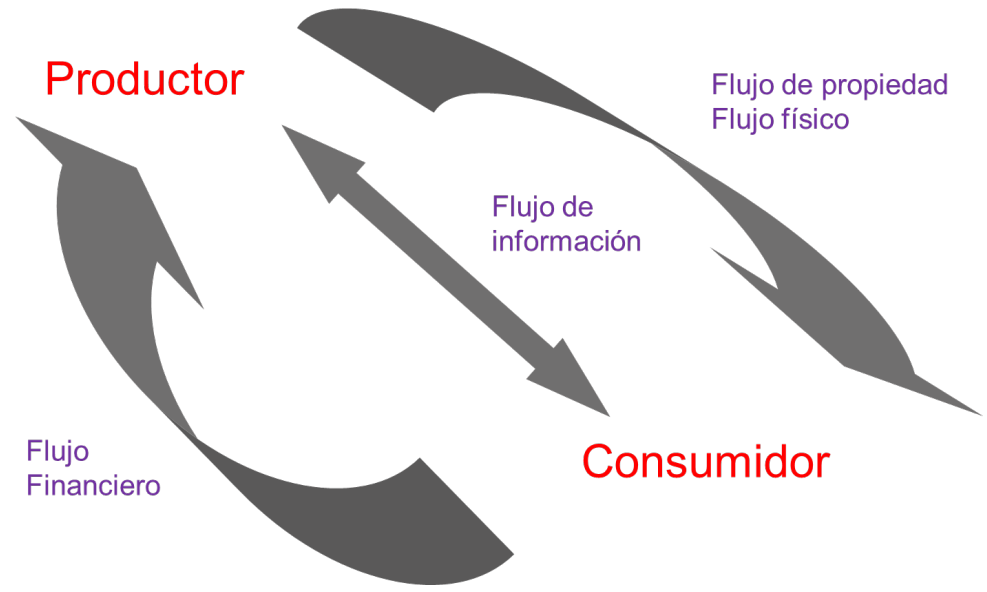 Productor
Flujo de propiedad
Flujo físico
Flujo de
información
Consumidor
Flujo
Financiero